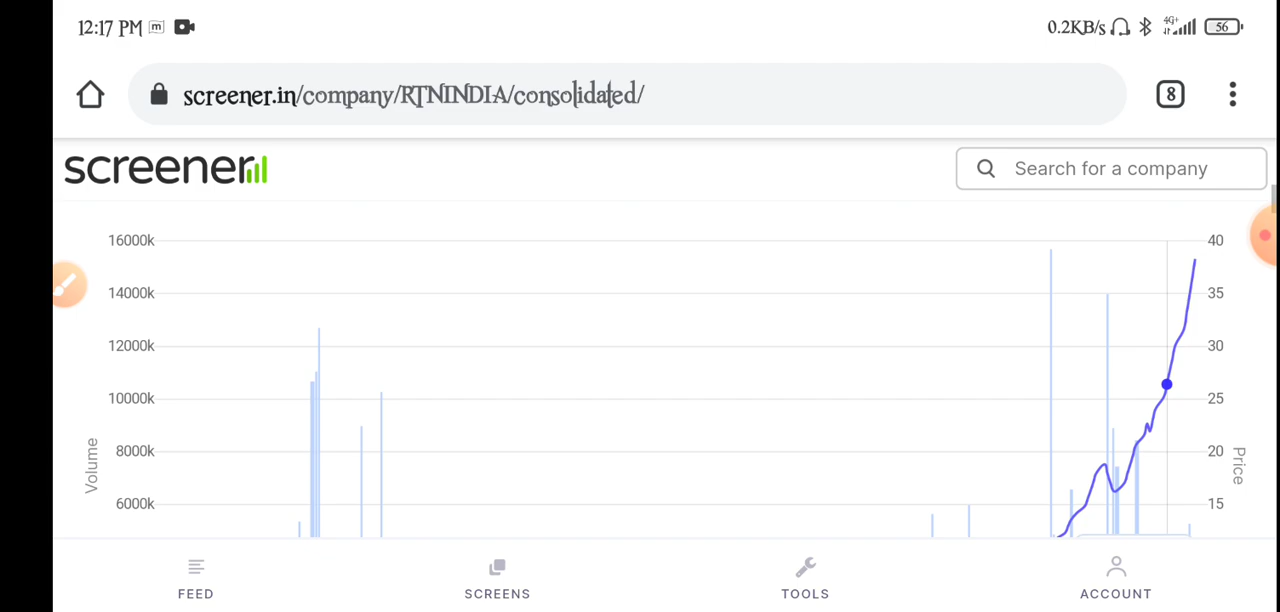 12:17 PM m 0.2KB/s 4G+ 56
screener.in/company/RTNINDIA/consolidated/ 8
screener Search for a company
16000k 40
14000k 35
12000k 30
10000k 25
8000k 20
6000k 15
Volume Price
FEED SCREENS TOOLS ACCOUNT